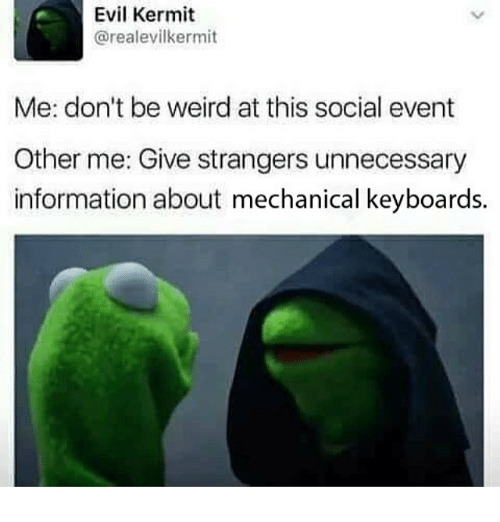 Evil Kermit
@realevilkermit
Me: don't be weird at this social event
Other me: Give strangers unnecessary
information about mechanical keyboards.